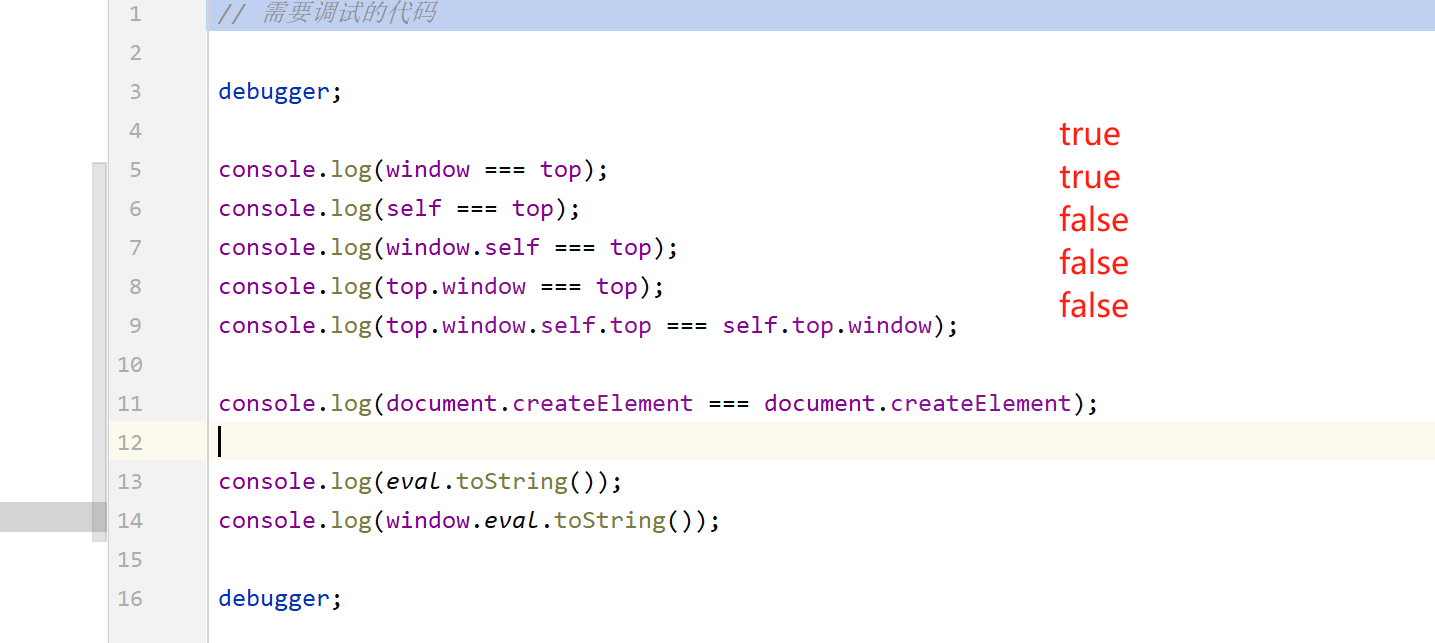 1 // 需要调试的代码
2
3 debugger;
4
true
5 console.log(window === top);
true
6 console.log(self === top);
false
7 console.log(window.self === top);
false
8 console.log(top.window === top);
false
9 console.log(top.window.self.top === self.top.window);
10
11 console.log(document.createElement === document.createElement);
12
13 console.log(eval.toString());
14 console.log(window.eval.toString());
15
16 debugger;